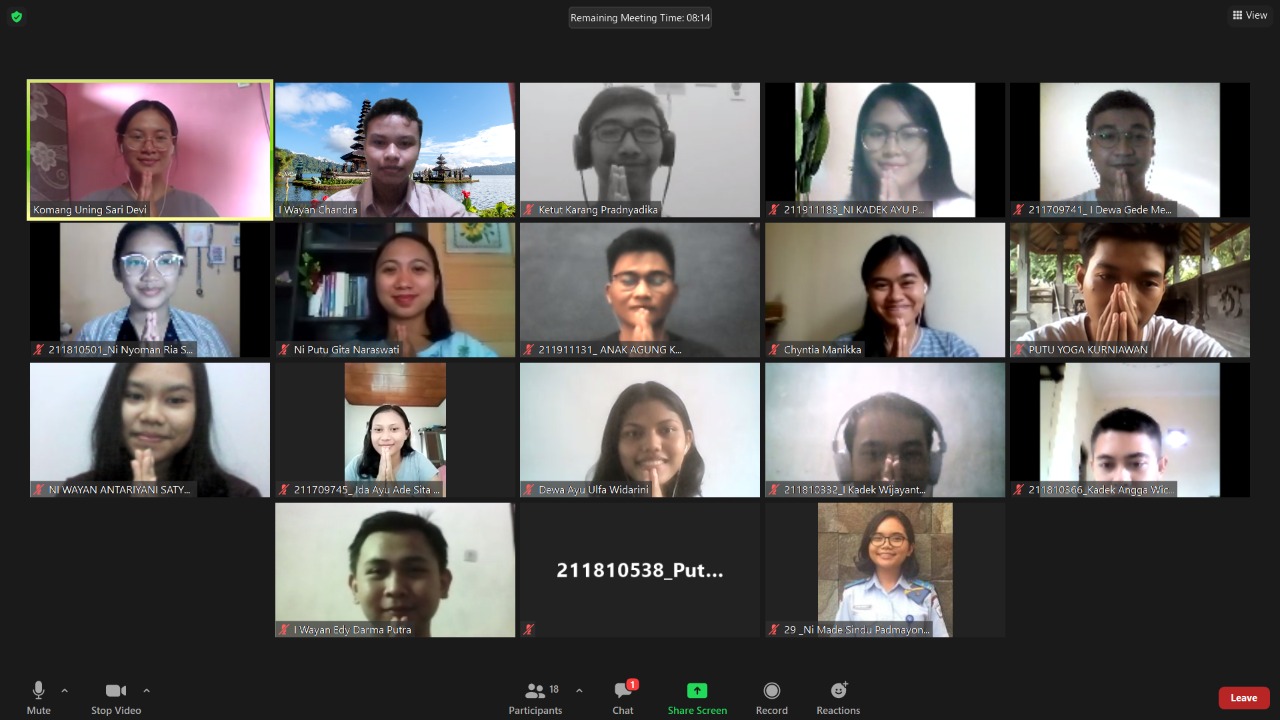 Remaining Meeting Time: 08:14
View
Komang Uning Sari Devi
I Wayan Chandra
Ketut Karang Pradnyadika
211911183_NI KADEK AYU P...
211709741_ I Dewa Gede Me...
211810501_Ni Nyoman Ria S...
Ni Putu Gita Naraswati
211911131_ ANAK AGUNG K...
Chyntia Manikka
PUTU YOGA KURNIAWAN
NI WAYAN ANTARIYANI SATY...
211709745_ Ida Ayu Ade Sita ...
Dewa Ayu Ulfa Widarini
211810332_I Kadek Wijayant...
211810366_Kadek Angga Wic...
I Wayan Edy Darma Putra
211810538_Put...
29 _Ni Made Sindu Padmayon...
Mute
Stop Video
18
Participants
1
Chat
Share Screen
Record
Reactions
Leave